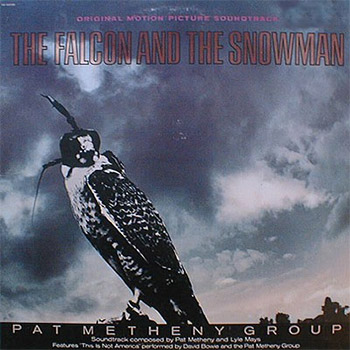 ORIGINAL MOTION PICTURE SOUNDTRACK
THE FALCON AND THE SNOWMAN
PAT METHENY GROUP
Soundtrack composed by Pat Metheny and Lyle Mays
Features 'This Is Not America' performed by David Bowie and the Pat Metheny Group